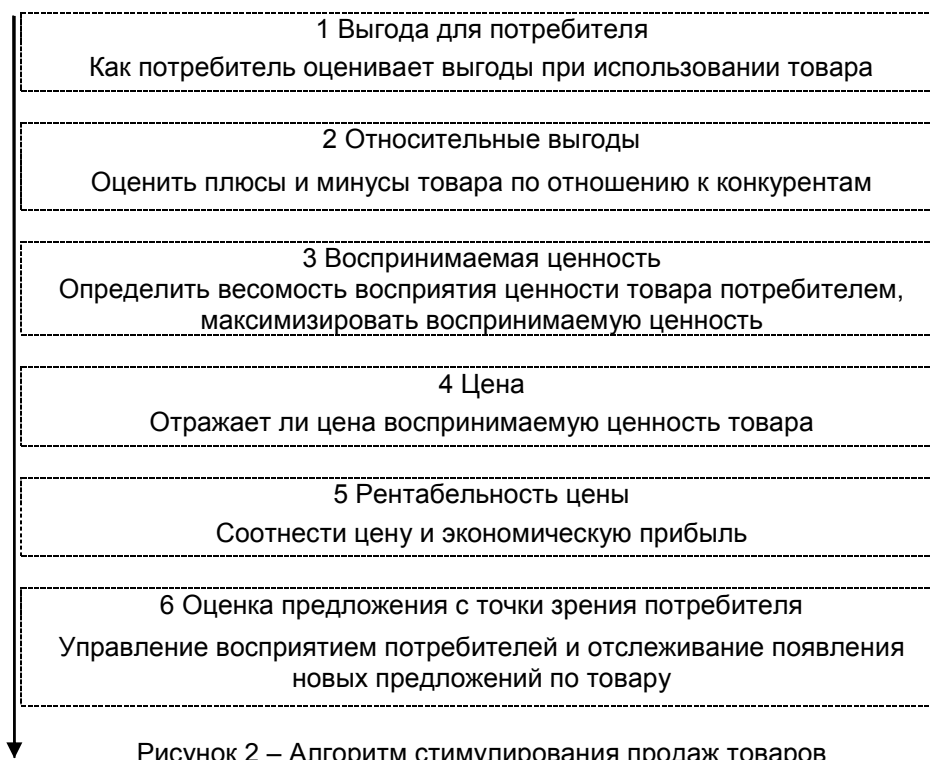 1 Выгода для потребителя
Как потребитель оценивает выгоды при использовании товара
2 Относительные выгоды
Оценить плюсы и минусы товара по отношению к конкурентам
3 Воспринимаемая ценность
Определить весомость восприятия ценности товара потребителем,
максимизировать воспринимаемую ценность
4 Цена
Отражает ли цена воспринимаемую ценность товара
5 Рентабельность цены
Соотнести цену и экономическую прибыль
6 Оценка предложения с точки зрения потребителя
Управление восприятием потребителей и отслеживание появления
новых предложений по товару
Рисунок 2 – Алгоритм стимулирования продаж товаров